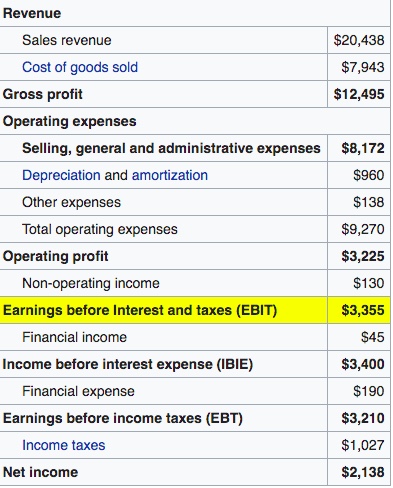 Revenue
Sales revenue $20,438
Cost of goods sold $7,943
Gross profit $12,495
Operating expenses
Selling, general and administrative expenses $8,172
Depreciation and amortization $960
Other expenses $138
Total operating expenses $9,270
Operating profit $3,225
Non-operating income $130
Earnings before Interest and taxes (EBIT) $3,355
Financial income $45
Income before interest expense (IBIE) $3,400
Financial expense $190
Earnings before income taxes (EBT) $3,210
Income taxes $1,027
Net income $2,138